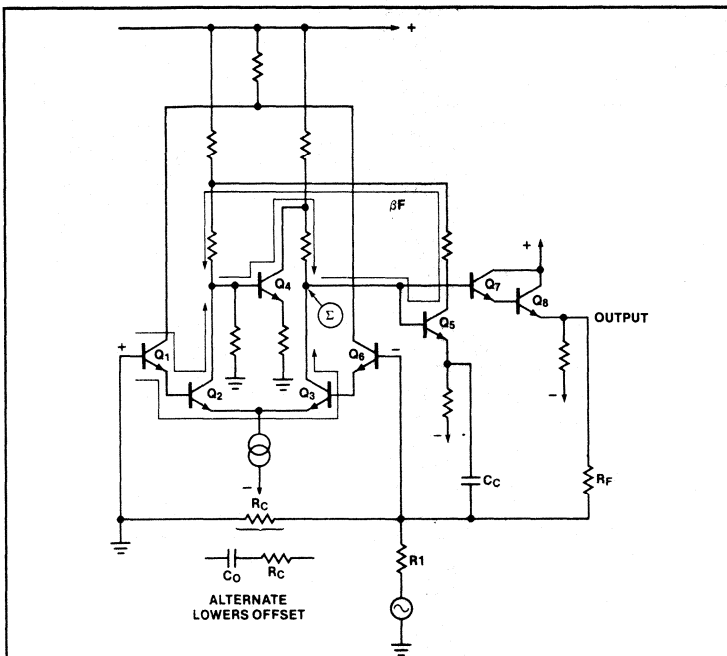 +
βF
Q4
Q7
+
Q8
Σ
Q5
OUTPUT
+
Q1
Q6
−
Q2
Q3
−
−
−
RC
CC
RF
CO
RC
R1
ALTERNATE
LOWERS OFFSET